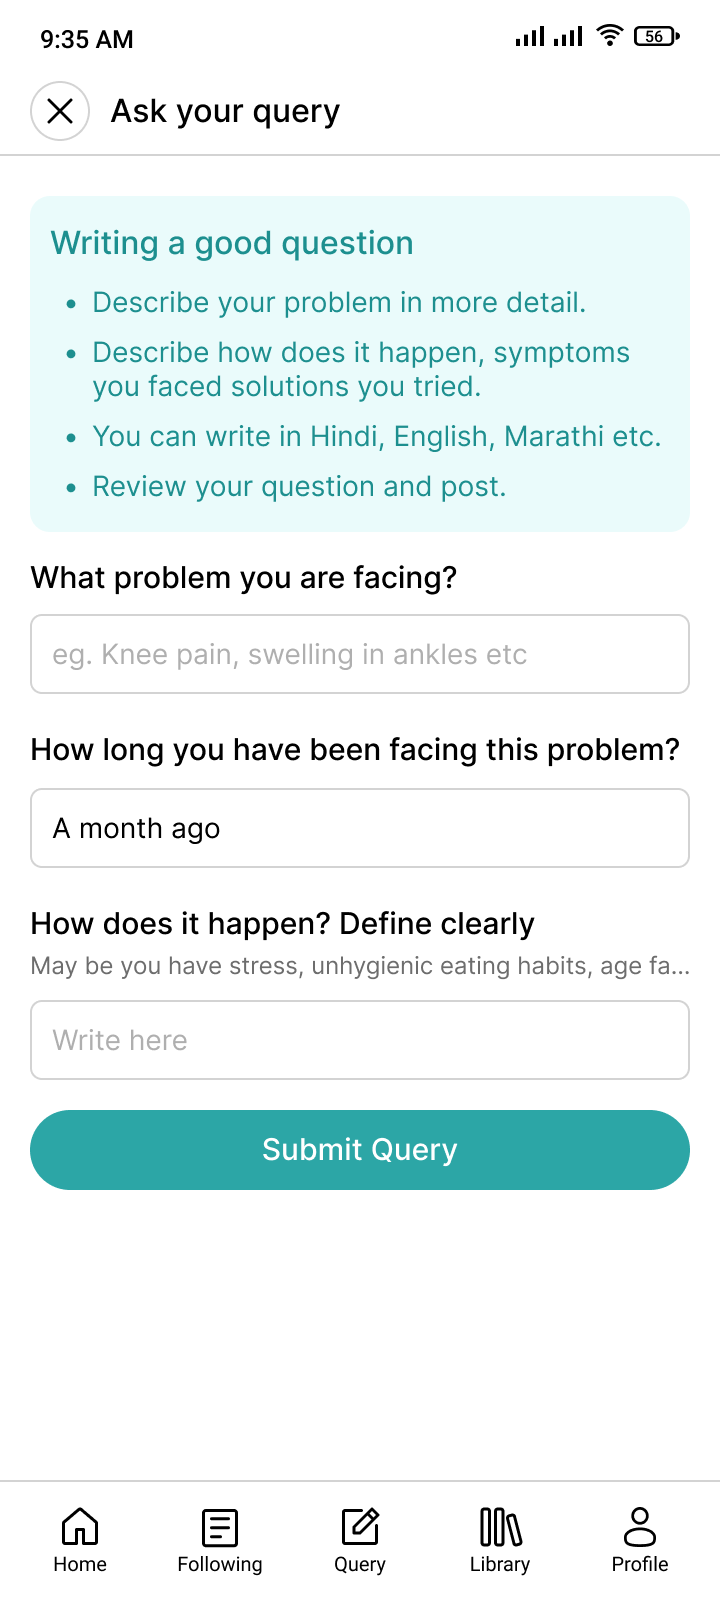 9:35 AM
56
Ask your query
Writing a good question
• Describe your problem in more detail.
• Describe how does it happen, symptoms
you faced solutions you tried.
• You can write in Hindi, English, Marathi etc.
• Review your question and post.
What problem you are facing?
eg. Knee pain, swelling in ankles etc
How long you have been facing this problem?
A month ago
How does it happen? Define clearly
May be you have stress, unhygienic eating habits, age fa...
Write here
Submit Query
Home
Following
Query
Library
Profile